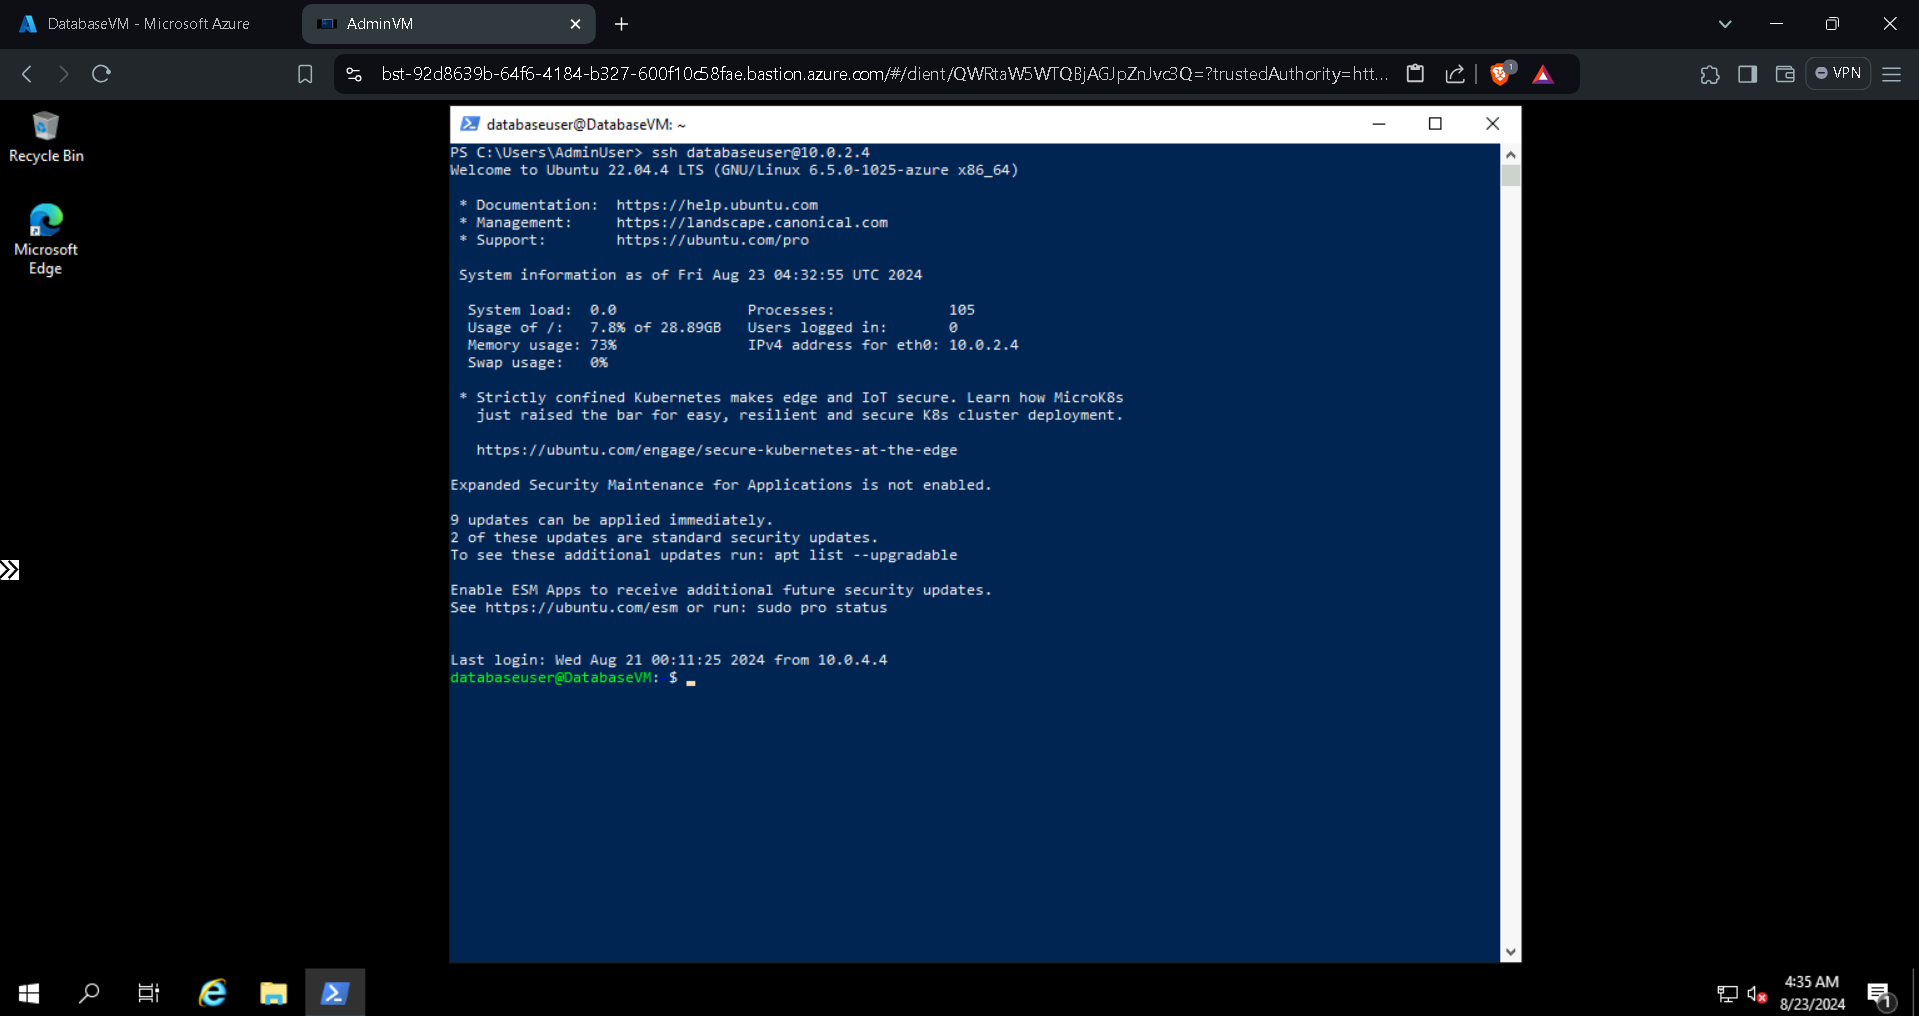 DatabaseVM - Microsoft Azure
AdminVM
bst-92d8639b-64f6-4184-b327-600f10c58fae.bastion.azure.com/#/client/QWRtaW5WTQBjAGJpZnJvc3Q=?trustedAuthority=htt...
1
VPN
Recycle Bin
Microsoft
Edge
databaseuser@DatabaseVM: ~
PS C:\Users\AdminUser> ssh databaseuser@10.0.2.4
Welcome to Ubuntu 22.04.4 LTS (GNU/Linux 6.5.0-1025-azure x86_64)
* Documentation:  https://help.ubuntu.com
* Management:     https://landscape.canonical.com
* Support:        https://ubuntu.com/pro
System information as of Fri Aug 23 04:32:55 UTC 2024
System load:  0.0               Processes:             105
Usage of /:   7.8% of 28.89GB   Users logged in:       0
Memory usage: 73%               IPv4 address for eth0: 10.0.2.4
Swap usage:   0%
* Strictly confined Kubernetes makes edge and IoT secure. Learn how MicroK8s
just raised the bar for easy, resilient and secure K8s cluster deployment.
https://ubuntu.com/engage/secure-kubernetes-at-the-edge
Expanded Security Maintenance for Applications is not enabled.
9 updates can be applied immediately.
2 of these updates are standard security updates.
To see these additional updates run: apt list --upgradable
Enable ESM Apps to receive additional future security updates.
See https://ubuntu.com/esm or run: sudo pro status
Last login: Wed Aug 21 00:11:25 2024 from 10.0.4.4
databaseuser@DatabaseVM:~$
4:35 AM
8/23/2024
1